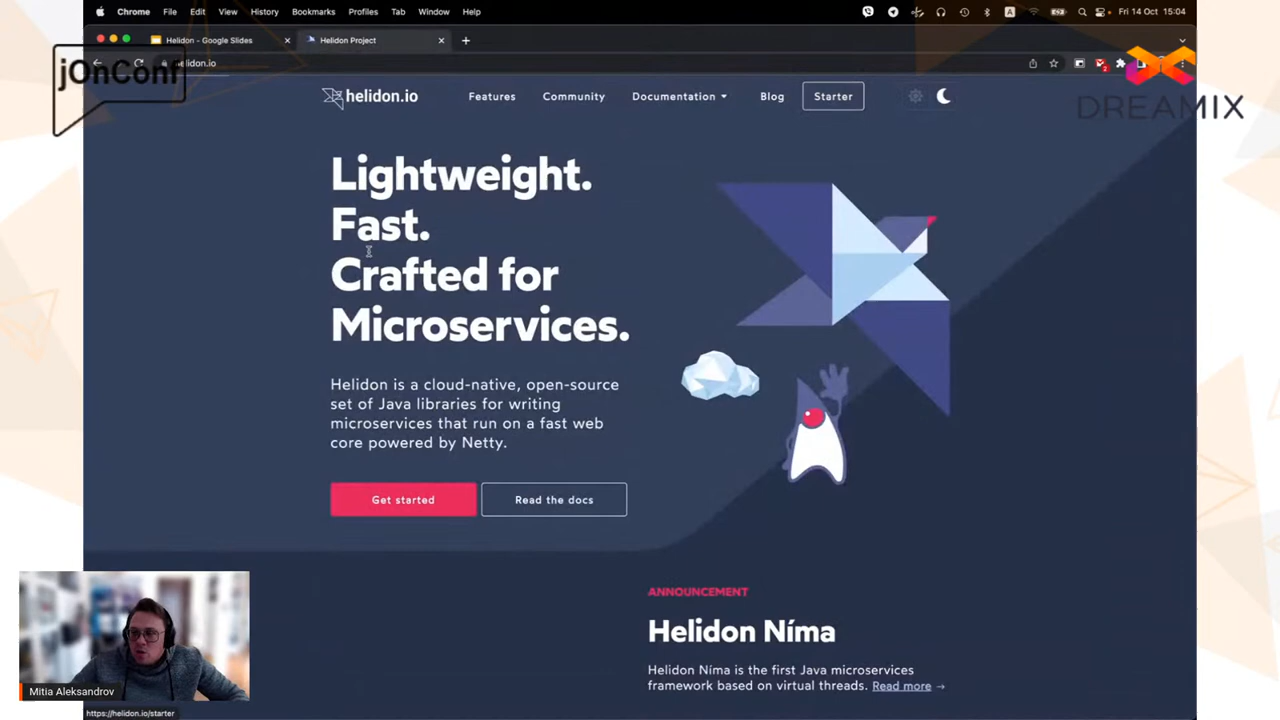 Chrome File Edit View History Bookmarks Profiles Tab Window Help
A
Fri 14 Oct 15:04
Helidon - Google Slides
Helidon Project
helidon.io
jOnConf
DREAMIX
helidon.io
Features
Community
Documentation
Blog
Starter
Lightweight.
Fast.
Crafted for
Microservices.
Helidon is a cloud-native, open-source
set of Java libraries for writing
microservices that run on a fast web
core powered by Netty.
Get started
Read the docs
ANNOUNCEMENT
Helidon Níma
Helidon Níma is the first Java microservices
framework based on virtual threads. Read more →
Mitia Aleksandrov
https://helidon.io/starter